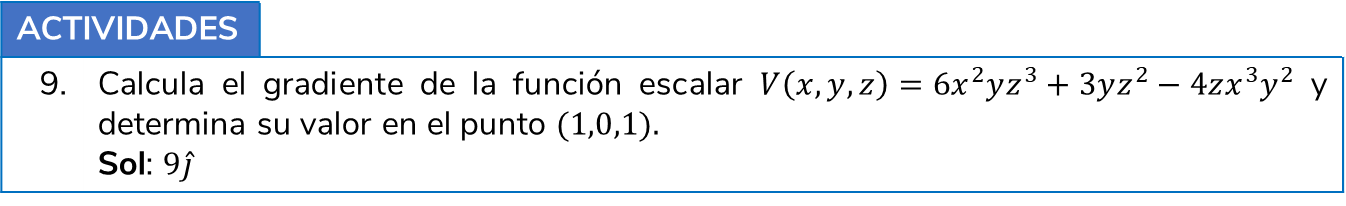 ACTIVIDADES
9. Calcula el gradiente de la función escalar V(x, y, z) = 6x²yz³ + 3yz² − 4zx³y² y
determina su valor en el punto (1,0,1).
Sol: 9ĵ